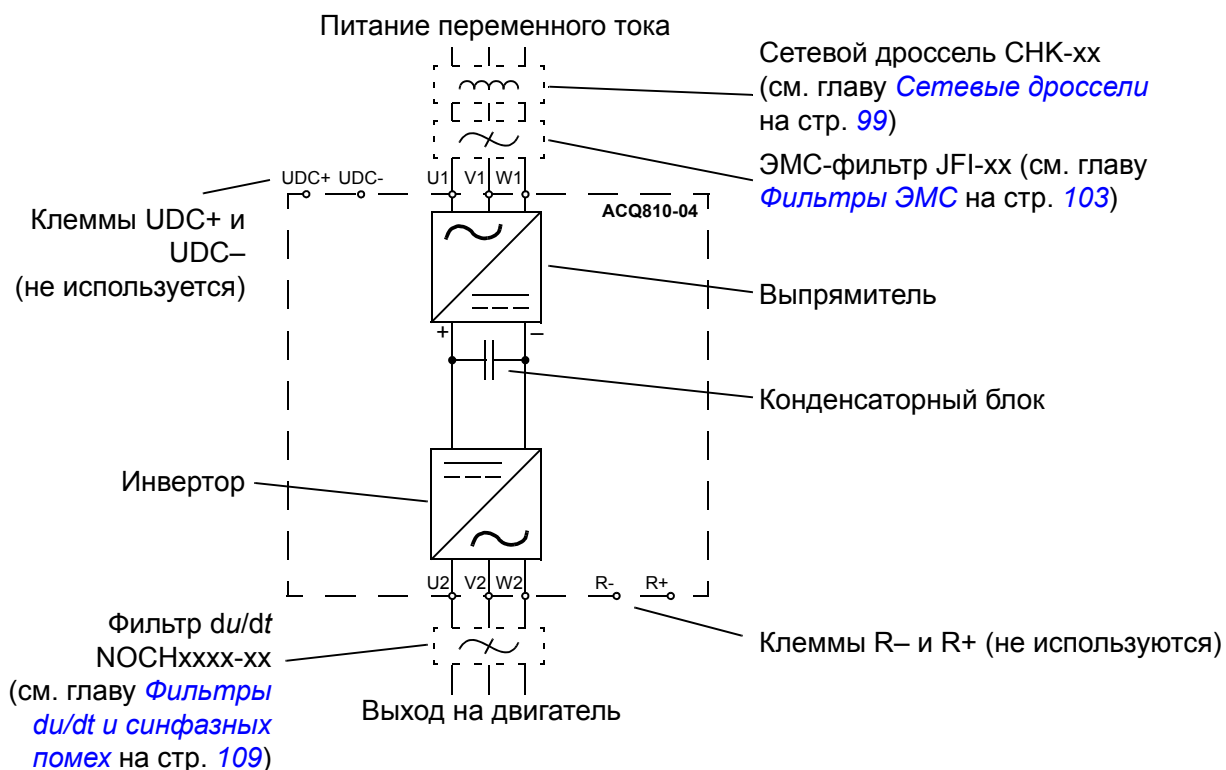 Питание переменного тока
Сетевой дроссель CHK-xx
(см. главу Сетевые дроссели
на стр. 99)
ЭМС-фильтр JFI-xx (см. главу
Фильтры ЭМС на стр. 103)
UDC+ UDC-
U1 V1 W1
ACQ810-04
Клеммы UDC+ и
UDC–
(не используется)
Выпрямитель
+ –
Конденсаторный блок
Инвертор
U2 V2 W2
R- R+
Клеммы R– и R+ (не используются)
Фильтр du/dt
NOCHxxxx-xx
(см. главу Фильтры
du/dt и синфазных
помех на стр. 109)
Выход на двигатель